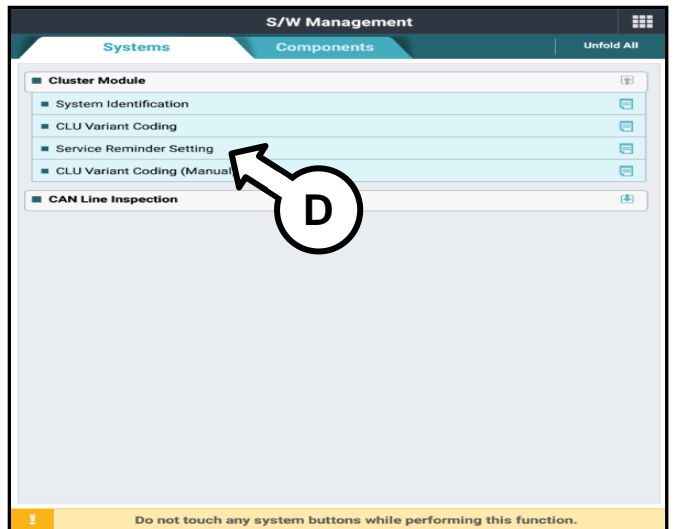 S/W Management
Systems Components Unfold All
Cluster Module
System Identification
CLU Variant Coding
Service Reminder Setting
CLU Variant Coding (Manual
D
CAN Line Inspection
! Do not touch any system buttons while performing this function.